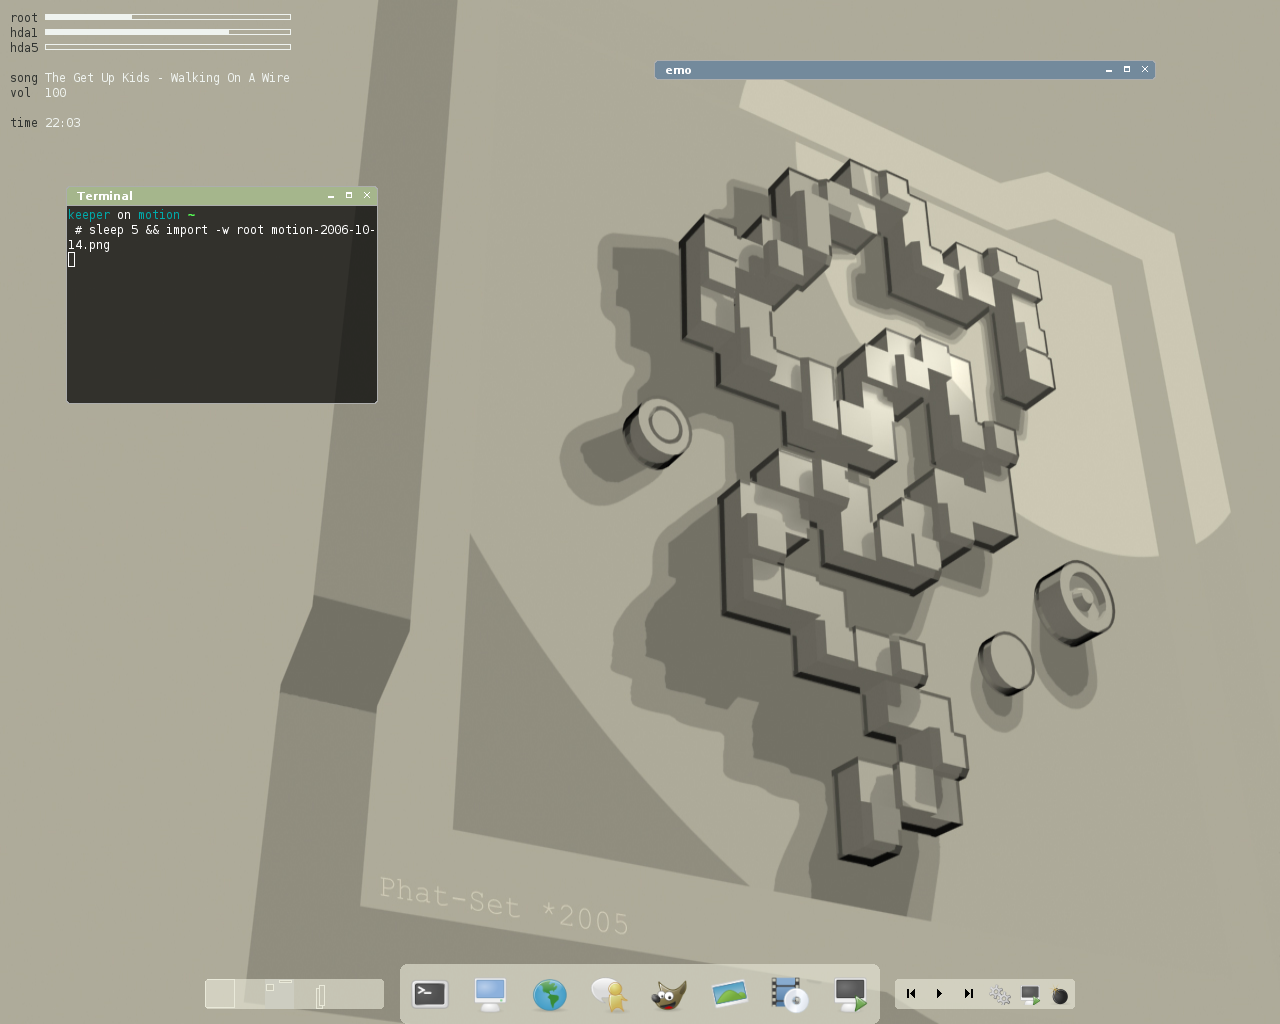 root
hda1
hda5
song The Get Up Kids - Walking On A Wire
vol 100
time 22:03
emo
Terminal
keeper on motion ~
# sleep 5 && import -w root motion-2006-10-
14.png
Phat-Set *2005